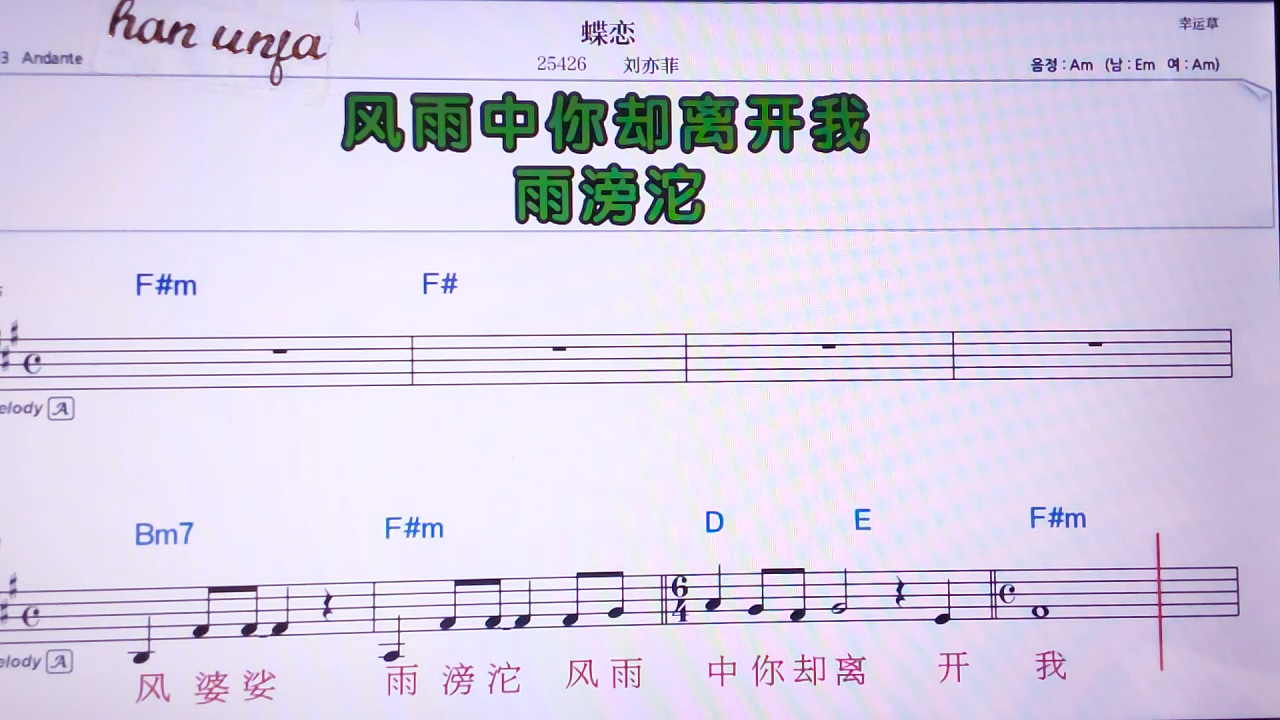 han unja
蝶恋
幸运草
3 Andante
25426 刘亦菲
음정 : Am (남 : Em 여 : Am)
风雨中你却离开我
雨滂沱
F#m F#
elody A
Bm7 F#m D E F#m
6
4
elody A
风 婆 娑 雨 滂 沱 风 雨 中 你 却 离 开 我